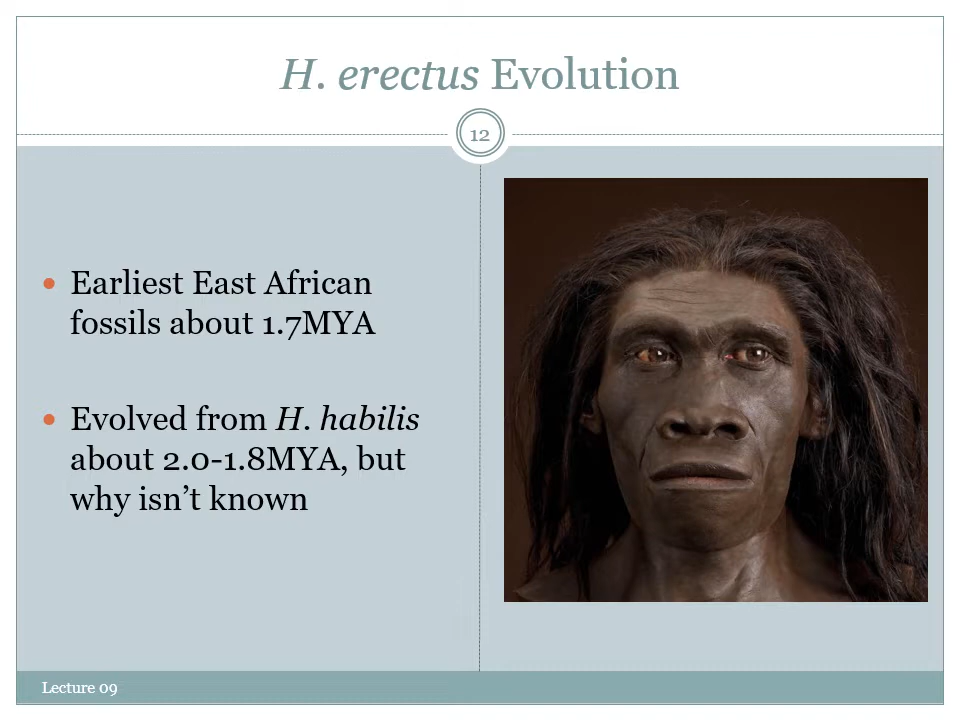 H. erectus Evolution
12
Earliest East African
fossils about 1.7MYA
Evolved from H. habilis
about 2.0-1.8MYA, but
why isn’t known
Lecture 09